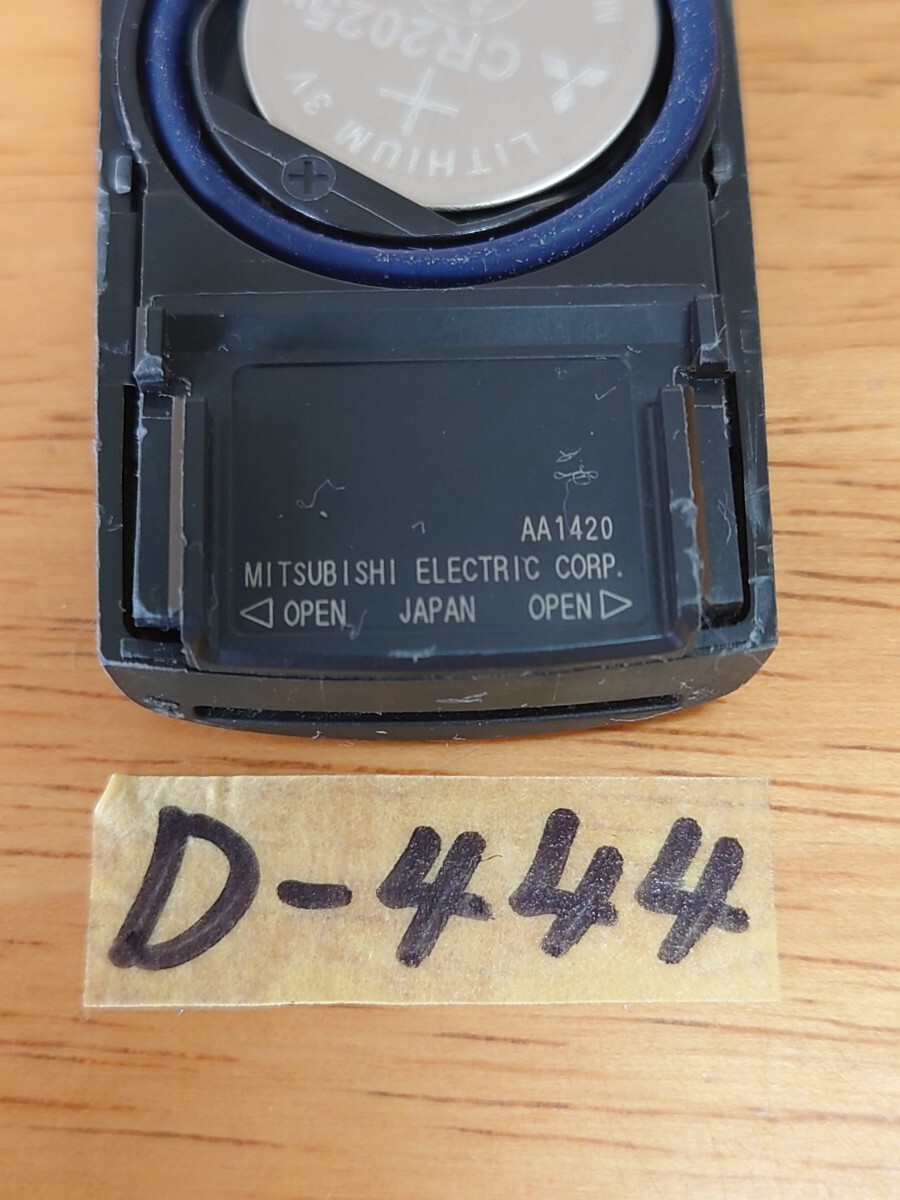 CR2025
LITHIUM 3V
AA1420
MITSUBISHI ELECTRIC CORP.
OPEN JAPAN OPEN
D-444